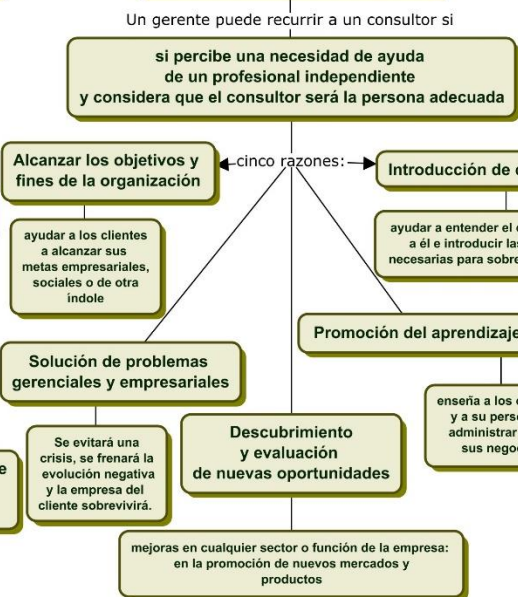 Un gerente puede recurrir a un consultor si
si percibe una necesidad de ayuda
de un profesional independiente
y considera que el consultor será la persona adecuada
cinco razones:
Alcanzar los objetivos y
fines de la organización
ayudar a los clientes
a alcanzar sus
metas empresariales,
sociales o de otra
índole
Introducción de
ayudar a entender el
a él e introducir
necesarias para
Solución de problemas
gerenciales y empresariales
Se evitará una
crisis, se frenará la
evolución negativa
y la empresa del
cliente sobrevivirá.
Descubrimiento
y evaluación
de nuevas oportunidades
mejoras en cualquier sector o función de la empresa:
en la promoción de nuevos mercados y
productos
Promoción del aprendizaje
enseña a los
y a su
administrar
sus